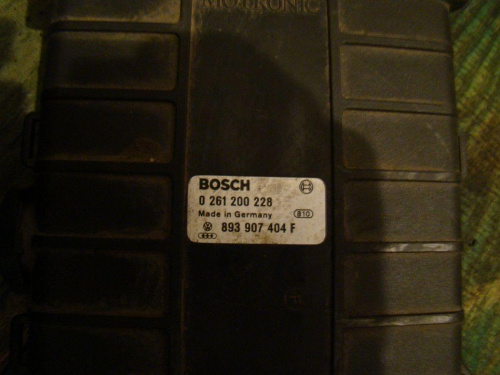 MOTRONIC
BOSCH
0 261 200 228
Made in Germany 810
893 907 404 F